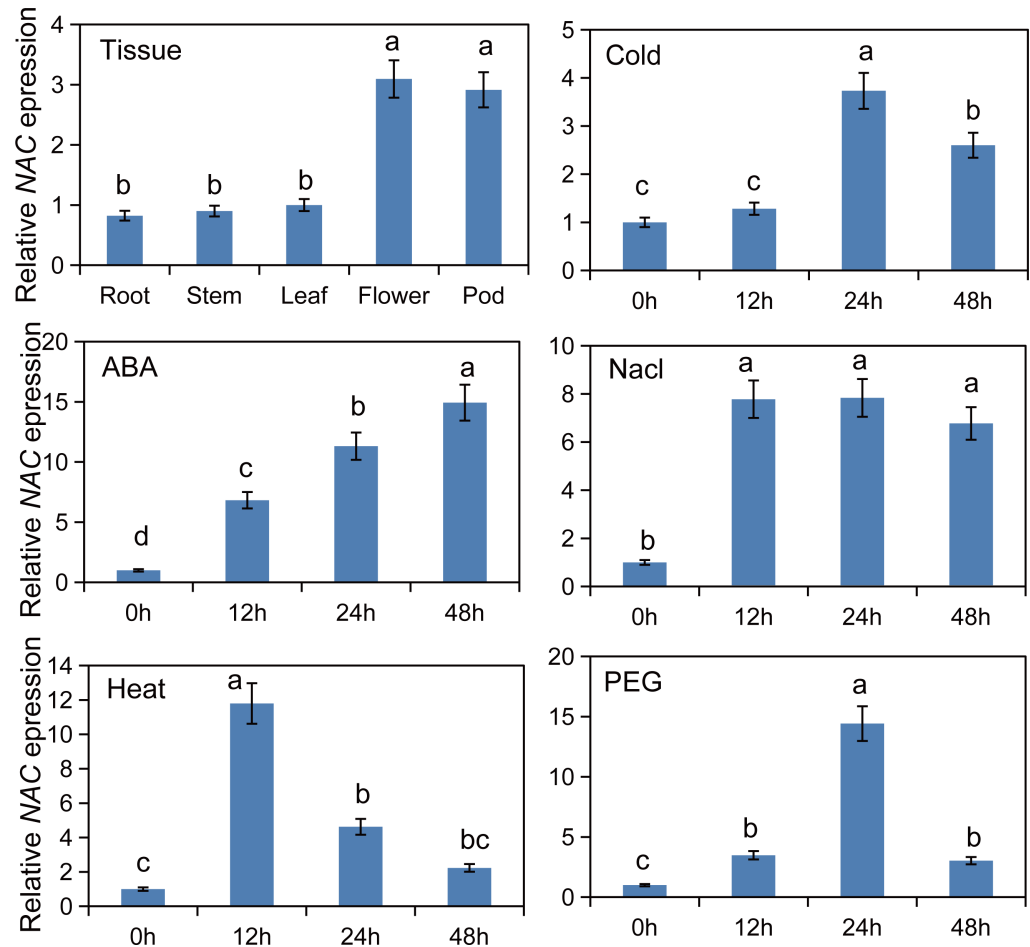 Relative NAC epression
4
3
2
1
0
Tissue
b
b
b
a
a
Root Stem Leaf Flower Pod
5
4
3
2
1
0
Cold
c
c
a
b
0h 12h 24h 48h
Relative NAC epression
20
15
10
5
0
ABA
d
c
b
a
0h 12h 24h 48h
10
8
6
4
2
0
Nacl
b
a
a
a
0h 12h 24h 48h
Relative NAC epression
14
12
10
8
6
4
2
0
Heat
c
a
b
bc
0h 12h 24h 48h
20
15
10
5
0
PEG
c
b
a
b
0h 12h 24h 48h